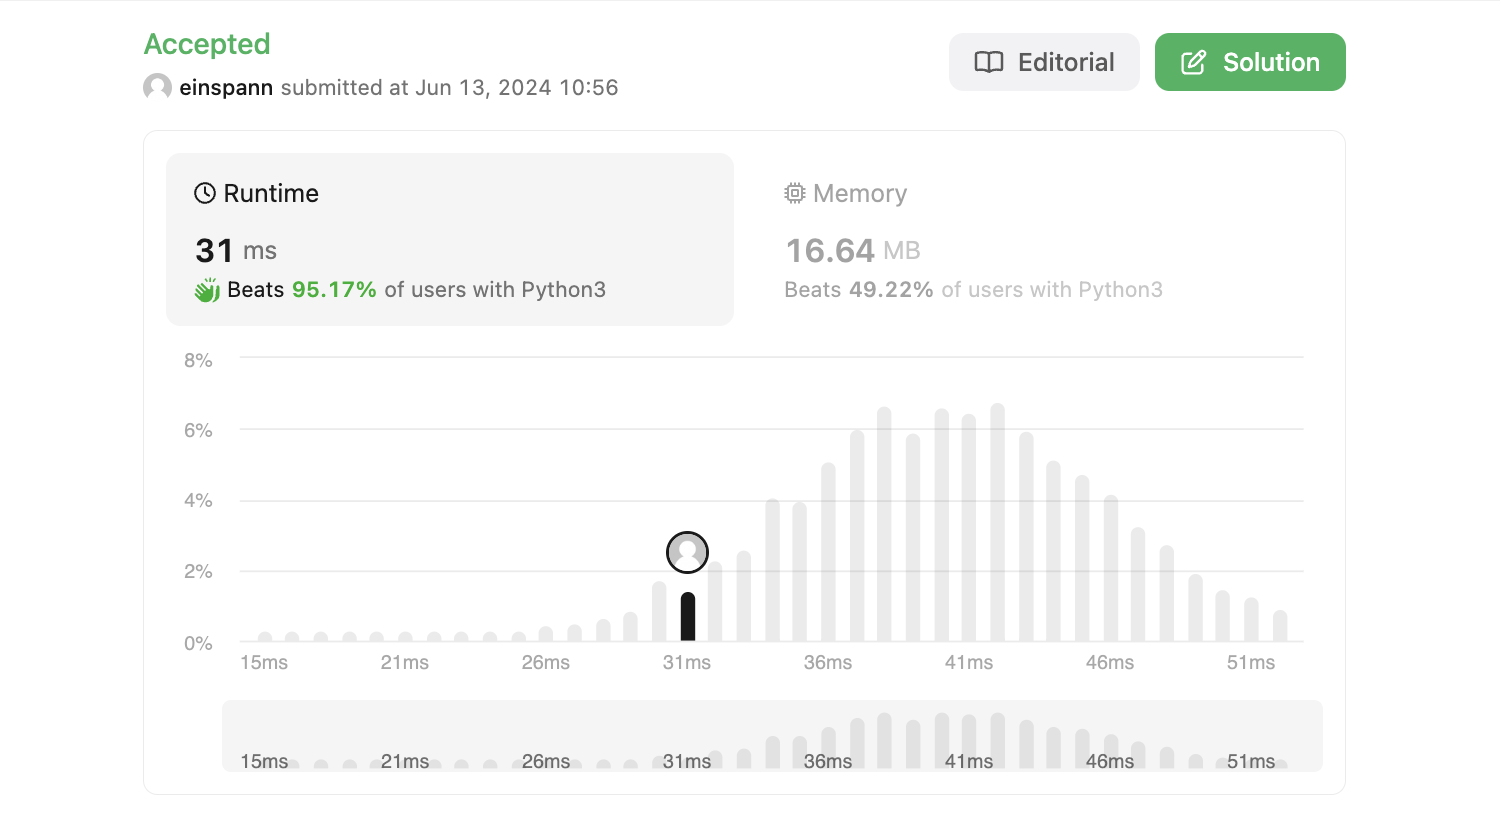 Accepted
einspann submitted at Jun 13, 2024 10:56
Editorial
Solution
Runtime
31 ms
Beats 95.17% of users with Python3
Memory
16.64 MB
Beats 49.22% of users with Python3
8%
6%
4%
2%
0%
15ms 21ms 26ms 31ms 36ms 41ms 46ms 51ms
15ms 21ms 26ms 31ms 36ms 41ms 46ms 51ms